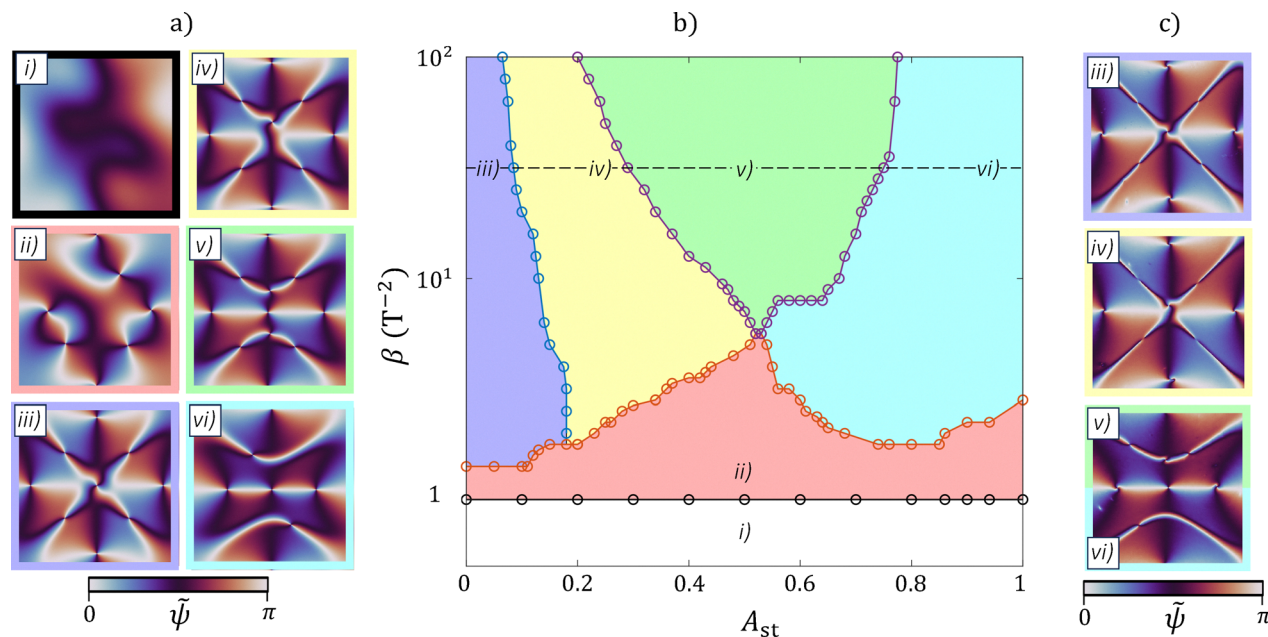 a)
b)
c)
i)
iv)
ii)
v)
iii)
vi)
0
ψ̃
π
10²
10¹
1
β (T⁻²)
iii)
iv)
v)
vi)
ii)
i)
0
0.2
0.4
0.6
0.8
1
A_st
iii)
iv)
v)
vi)
0
ψ̃
π